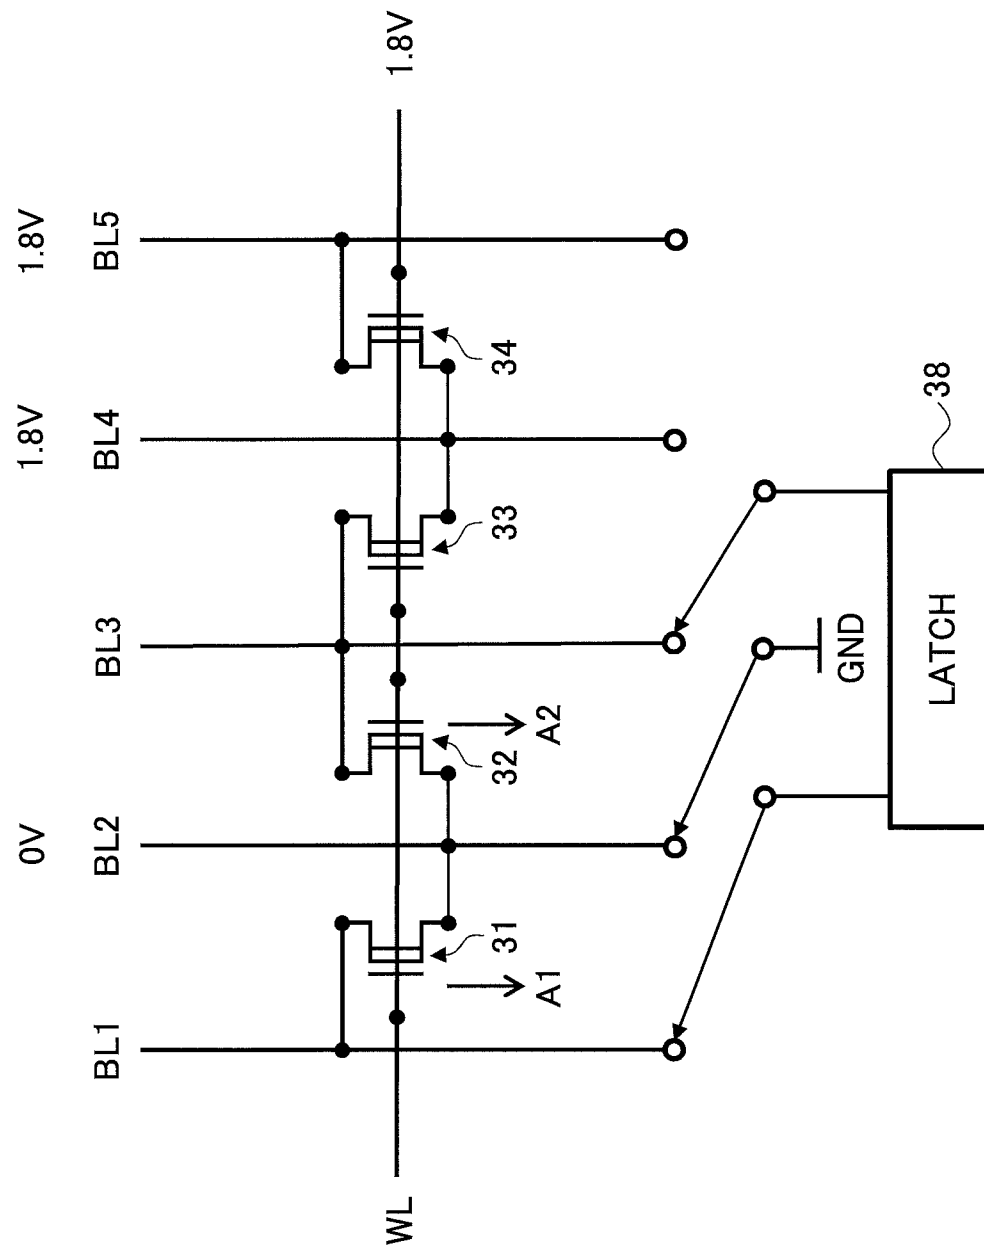 0V 1.8V 1.8V
BL1 BL2 BL3 BL4 BL5
WL 1.8V
31 32 33 34
A1 A2
GND
LATCH
38